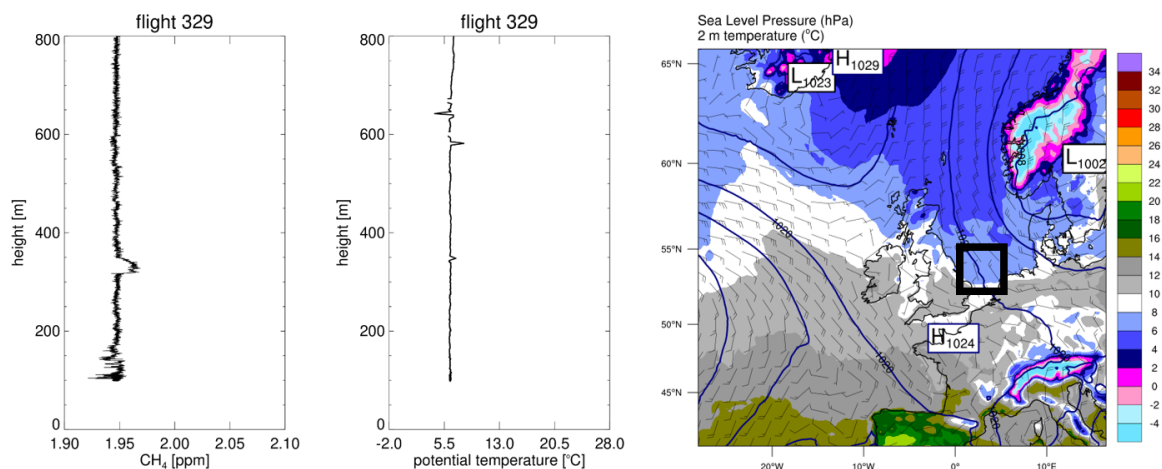 flight 329
800
600
400
200
0
1.90 1.95 2.00 2.05 2.10
height [m]
CH₄ [ppm]
flight 329
800
600
400
200
0
-2.0 5.5 13.0 20.5 28.0
height [m]
potential temperature [°C]
Sea Level Pressure (hPa)
2 m temperature (°C)
65°N
60°N
55°N
50°N
45°N
20°W 10°W 0° 10°E
H1029
L1023
L1002
H1024
1020
1020
34
32
30
28
26
24
22
20
18
16
14
12
10
8
6
4
2
0
-2
-4